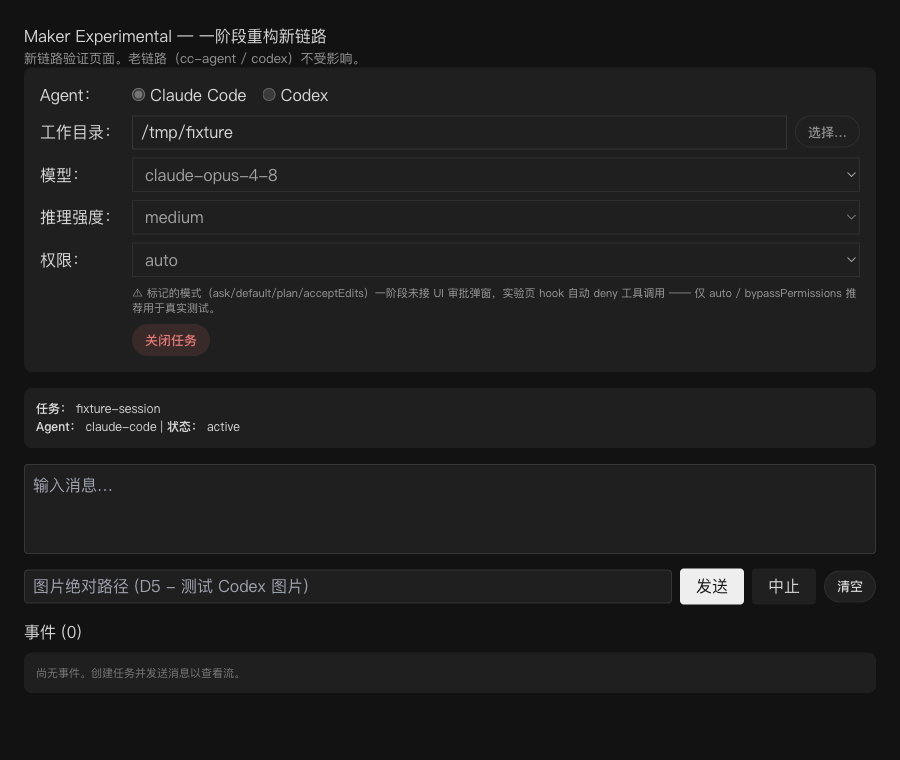 Maker Experimental — 一阶段重构新链路
新链路验证页面。老链路（cc-agent / codex）不受影响。
Agent： Claude Code Codex
工作目录： /tmp/fixture 选择...
模型： claude-opus-4-8
推理强度： medium
权限： auto
⚠ 标记的模式（ask/default/plan/acceptEdits）一阶段未接 UI 审批弹窗，实验页 hook 自动 deny 工具调用 —— 仅 auto / bypassPermissions 推
荐用于真实测试。
关闭任务
任务： fixture-session
Agent： claude-code | 状态： active
输入消息...
图片绝对路径 (D5 - 测试 Codex 图片) 发送 中止 清空
事件 (0)
尚无事件。创建任务并发送消息以查看流。